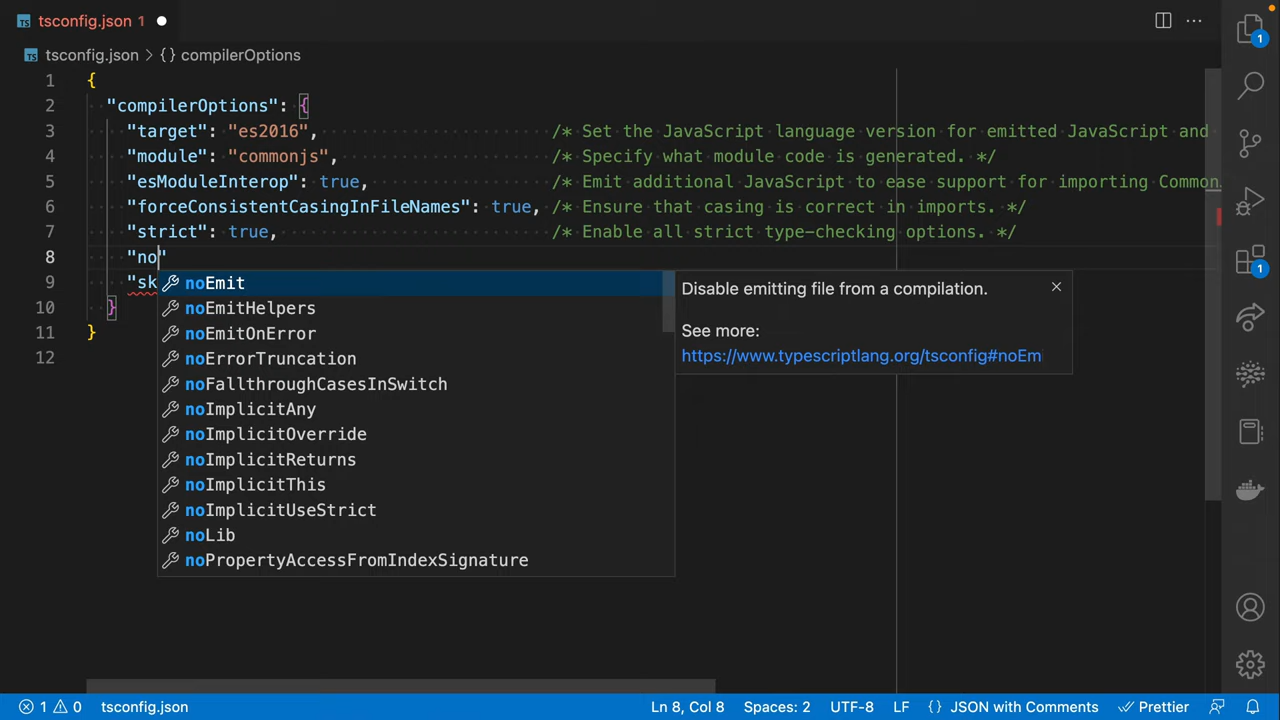 TS tsconfig.json 1
TS tsconfig.json > {} compilerOptions
1 {
2 "compilerOptions": {
3 "target": "es2016", /* Set the JavaScript language version for emitted JavaScript and
4 "module": "commonjs", /* Specify what module code is generated. */
5 "esModuleInterop": true, /* Emit additional JavaScript to ease support for importing Common
6 "forceConsistentCasingInFileNames": true, /* Ensure that casing is correct in imports. */
7 "strict": true, /* Enable all strict type-checking options. */
8 "no"
9 "sk
10 }
11 }
12
noEmit
noEmitHelpers
noEmitOnError
noErrorTruncation
noFallthroughCasesInSwitch
noImplicitAny
noImplicitOverride
noImplicitReturns
noImplicitThis
noImplicitUseStrict
noLib
noPropertyAccessFromIndexSignature
Disable emitting file from a compilation.
See more:
https://www.typescriptlang.org/tsconfig#noEm
1
1
1 0 tsconfig.json Ln 8, Col 8 Spaces: 2 UTF-8 LF {} JSON with Comments Prettier